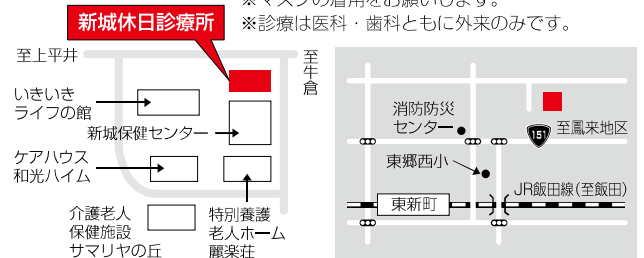 ※マスクの着用をお願いします。
※診療は医科・歯科ともに外来のみです。
新城休日診療所
至上平井
至牛倉
いきいき
ライフの館
新城保健センター
ケアハウス
和光ハイム
介護老人
保健施設
サマリヤの丘
特別養護
老人ホーム
麗楽荘
消防防災
センター
151
至鳳来地区
東郷西小
JR飯田線(至飯田)
東新町